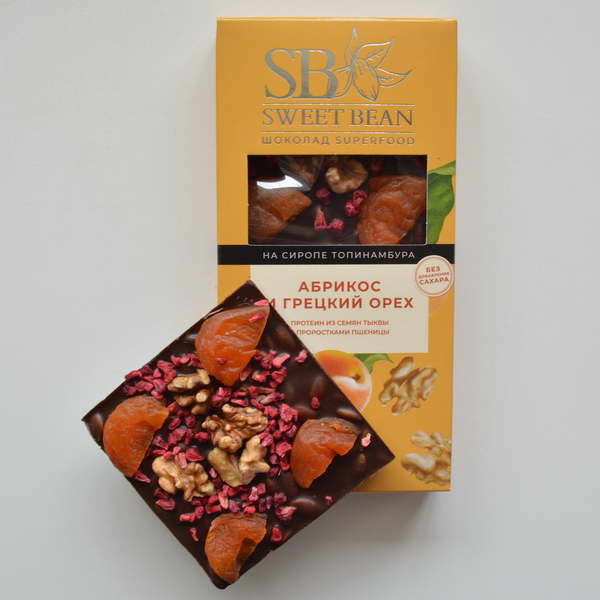 SB
SWEET BEAN
ШОКОЛАД SUPERFOOD
НА СИРОПЕ ТОПИНАМБУРА
БЕЗ
ДОБАВЛЕНИЯ
САХАРА
АБРИКОС
И ГРЕЦКИЙ ОРЕХ
ПРОТЕИН ИЗ СЕМЯН ТЫКВЫ
ПРОРОСТКАМИ ПШЕНИЦЫ